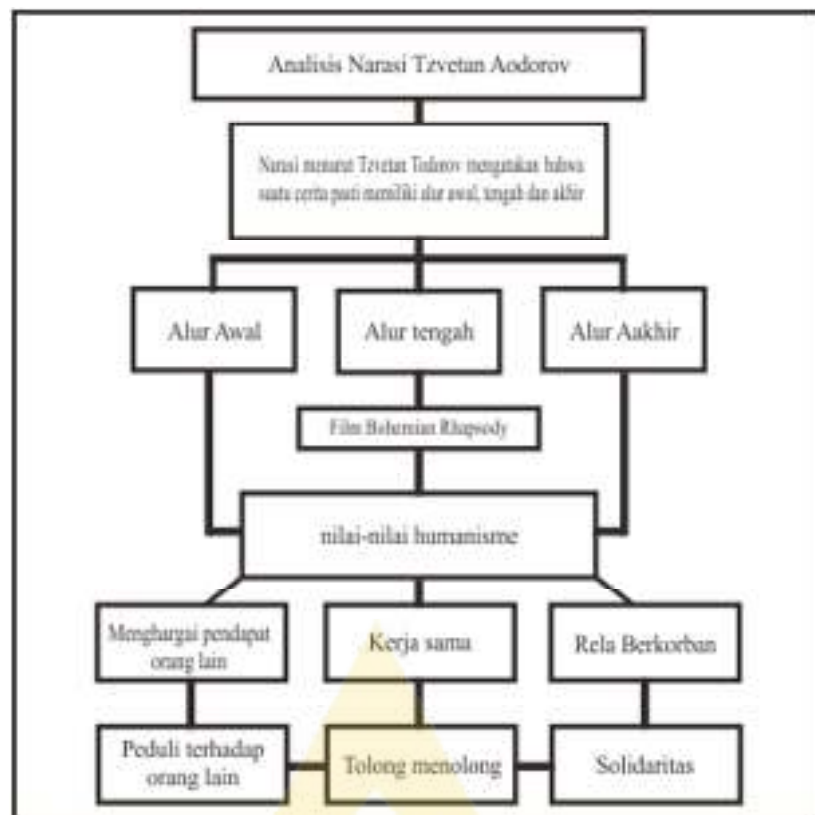 Analisis Narasi Tzvetan Aodorov
Narasi menurut Tzvetan Todorov mengatakan bahwa
suatu cerita pasti memiliki alur awal, tengah dan akhir
Alur Awal
Alur tengah
Alur Aakhir
Film Bohemian Rhapsody
nilai-nilai humanisme
Menghargai pendapat
orang lain
Kerja sama
Rela Berkorban
Peduli terhadap
orang lain
Tolong menolong
Solidaritas